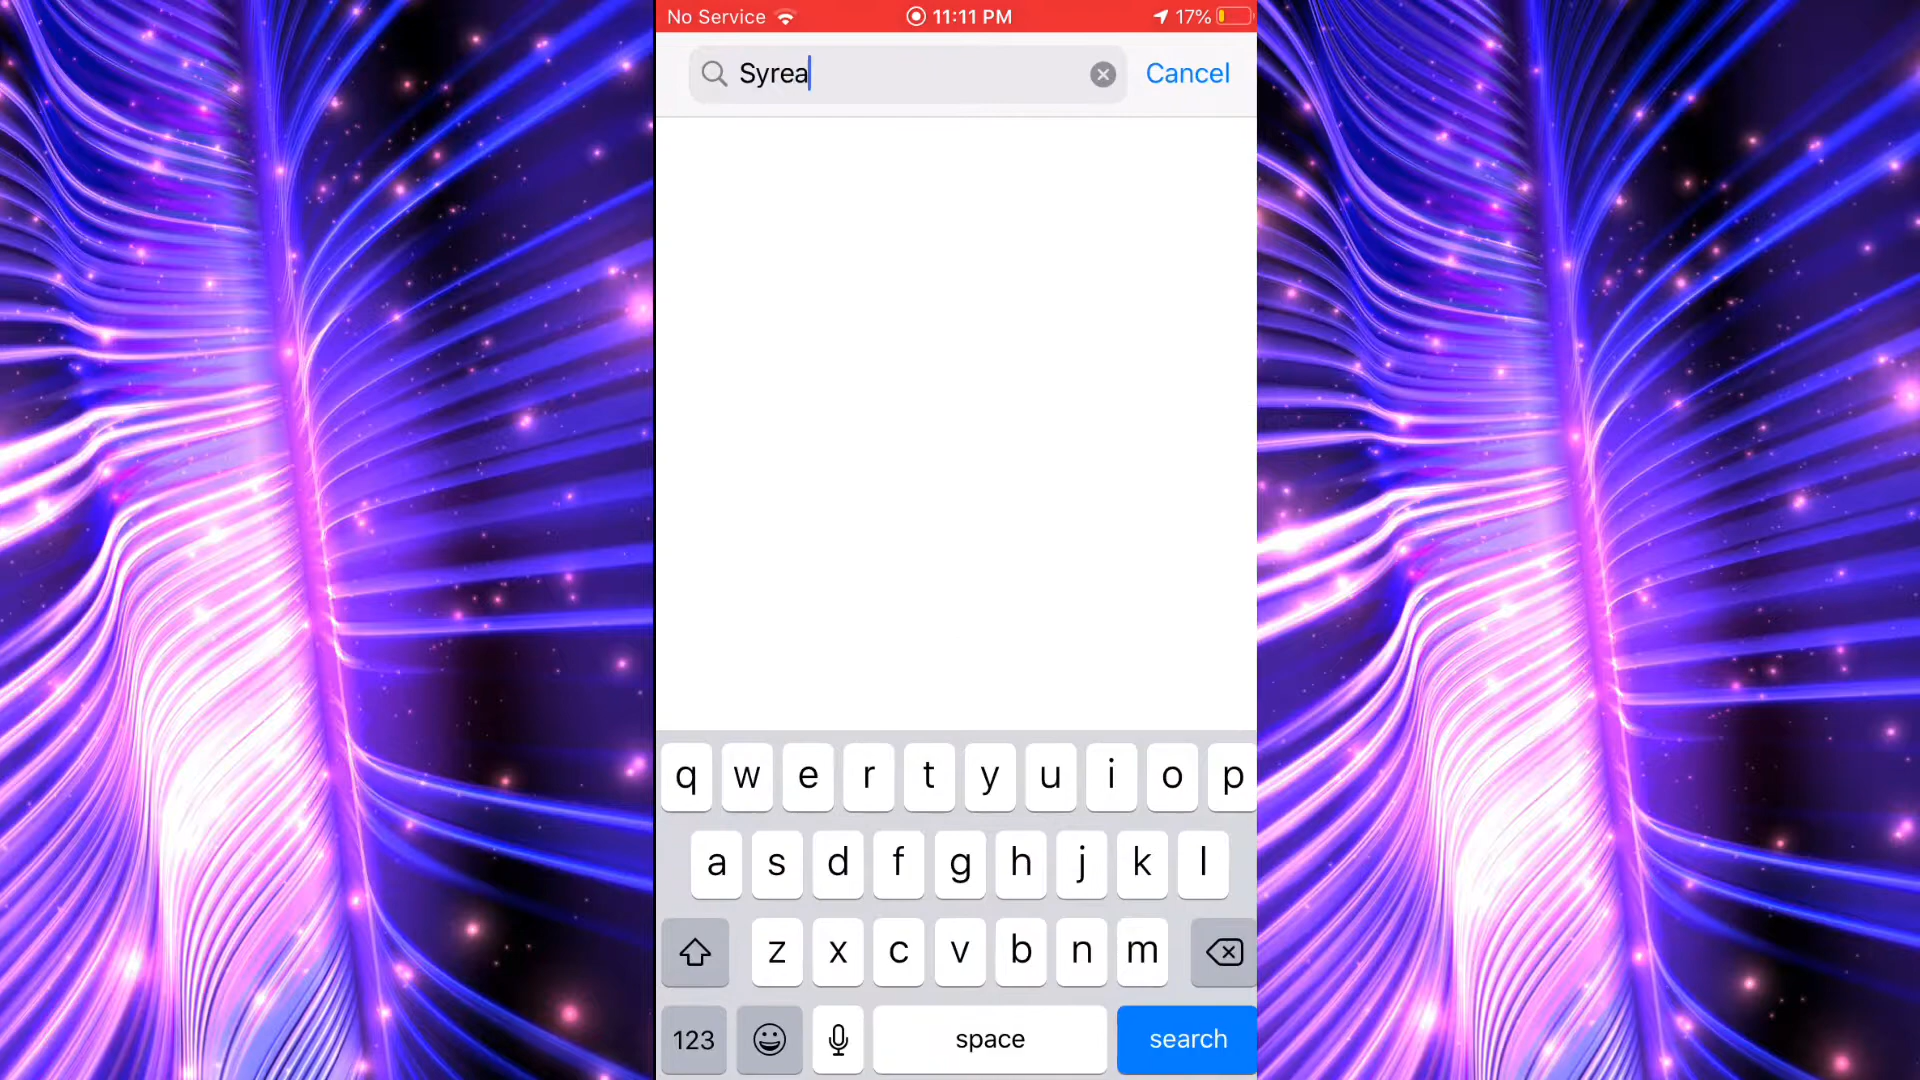 No Service 11:11 PM 17%
Syrea Cancel
q w e r t y u i o p
a s d f g h j k l
z x c v b n m
123 space search